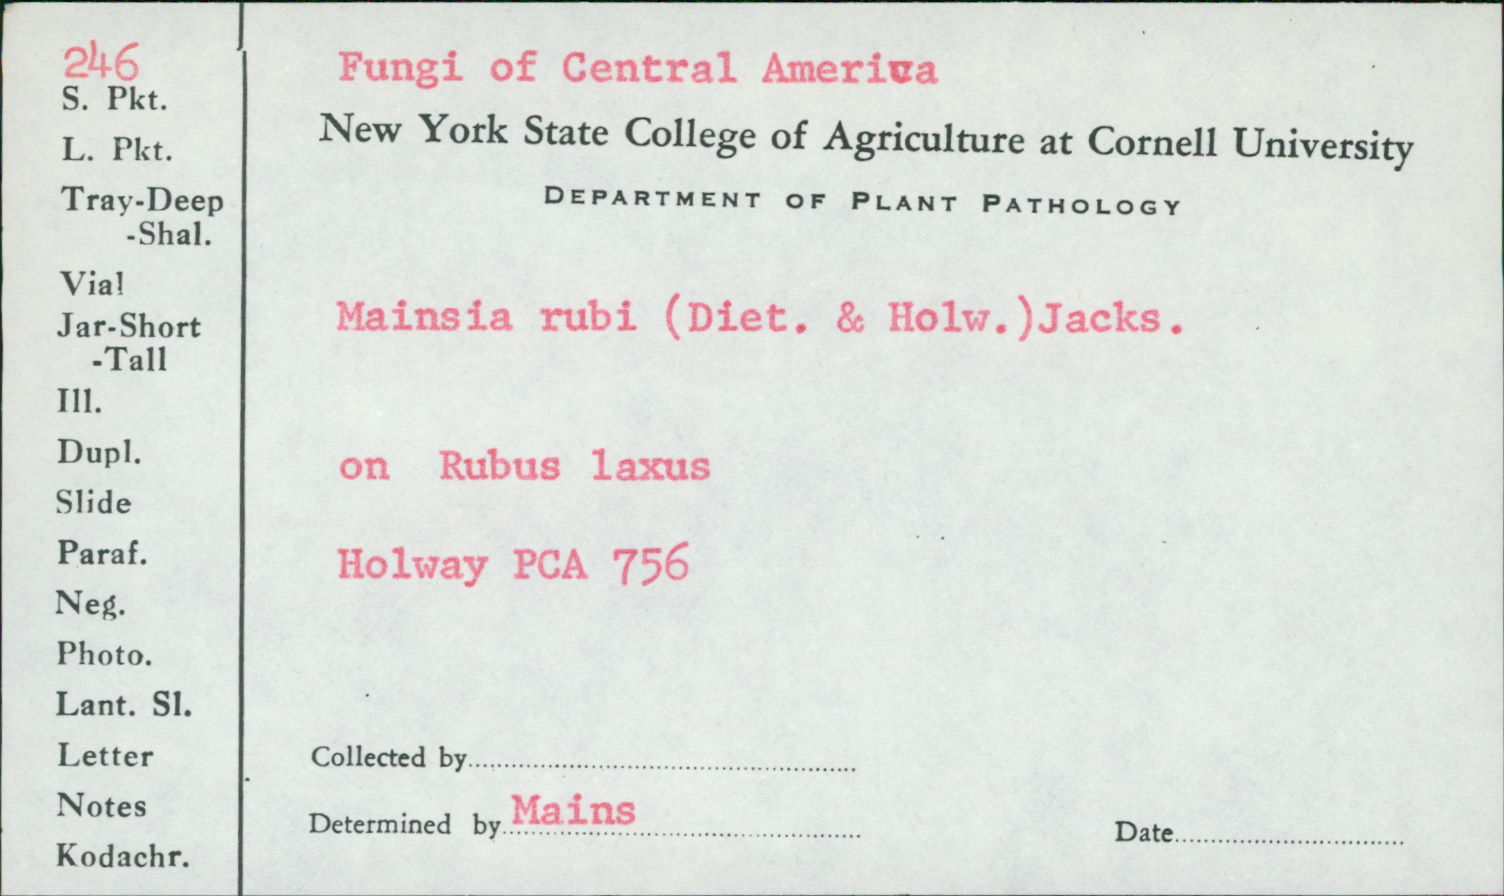 246
S. Pkt.
L. Pkt.
Tray-Deep
-Shal.
Vial
Jar-Short
-Tall
Ill.
Dupl.
Slide
Paraf.
Neg.
Photo.
Lant. Sl.
Letter
Notes
Kodachr.
Fungi of Central America
New York State College of Agriculture at Cornell University
DEPARTMENT OF PLANT PATHOLOGY
Mainsia rubi (Diet. & Holw.)Jacks.
on Rubus laxus
Holway PCA 756
Collected by
Determined by Mains
Date